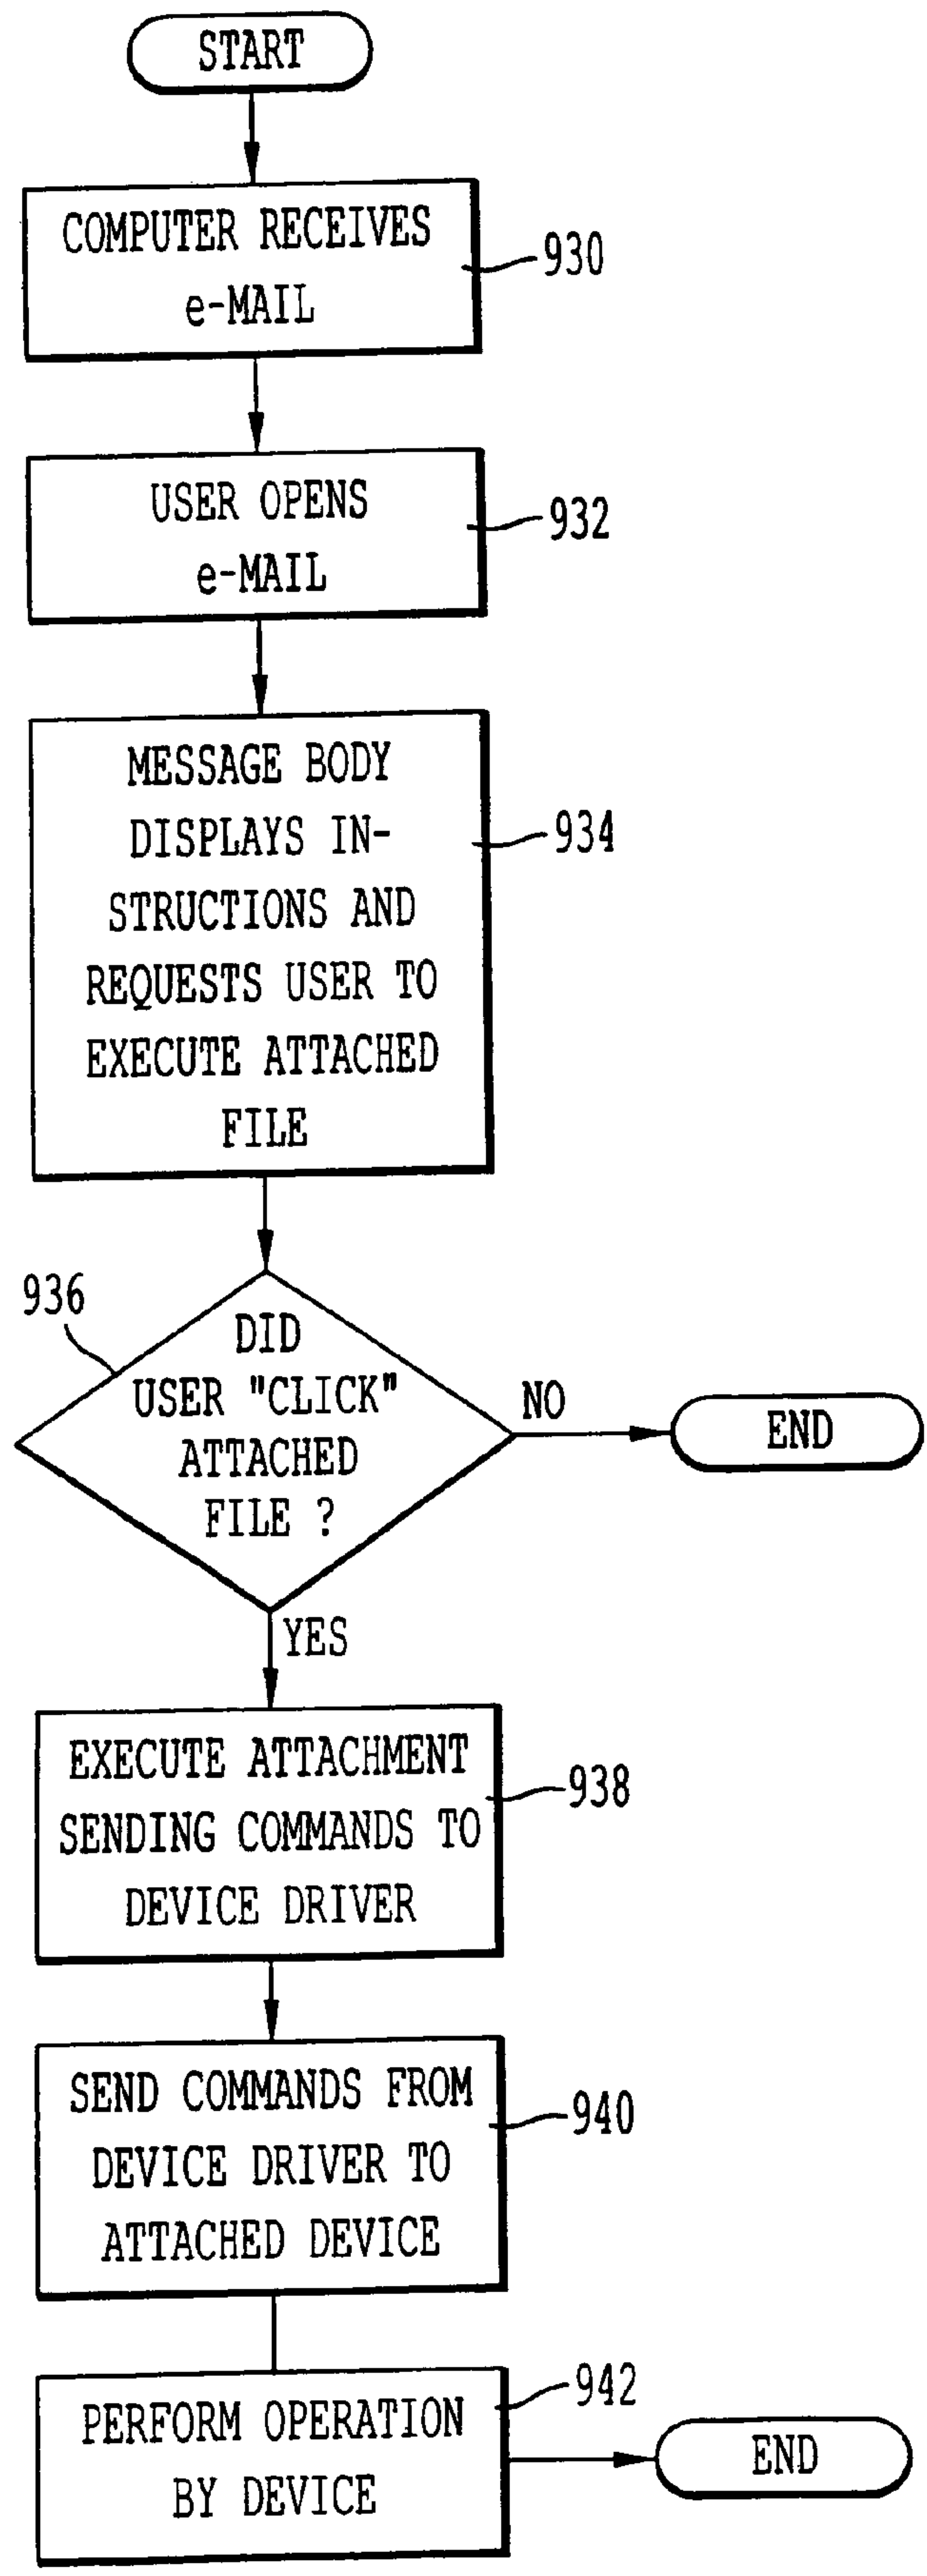 START
COMPUTER RECEIVES
e-MAIL
930
USER OPENS
e-MAIL
932
MESSAGE BODY
DISPLAYS IN-
STRUCTIONS AND
REQUESTS USER TO
EXECUTE ATTACHED
FILE
934
936
DID
USER "CLICK"
ATTACHED
FILE ?
NO
END
YES
EXECUTE ATTACHMENT
SENDING COMMANDS TO
DEVICE DRIVER
938
SEND COMMANDS FROM
DEVICE DRIVER TO
ATTACHED DEVICE
940
PERFORM OPERATION
BY DEVICE
942
END